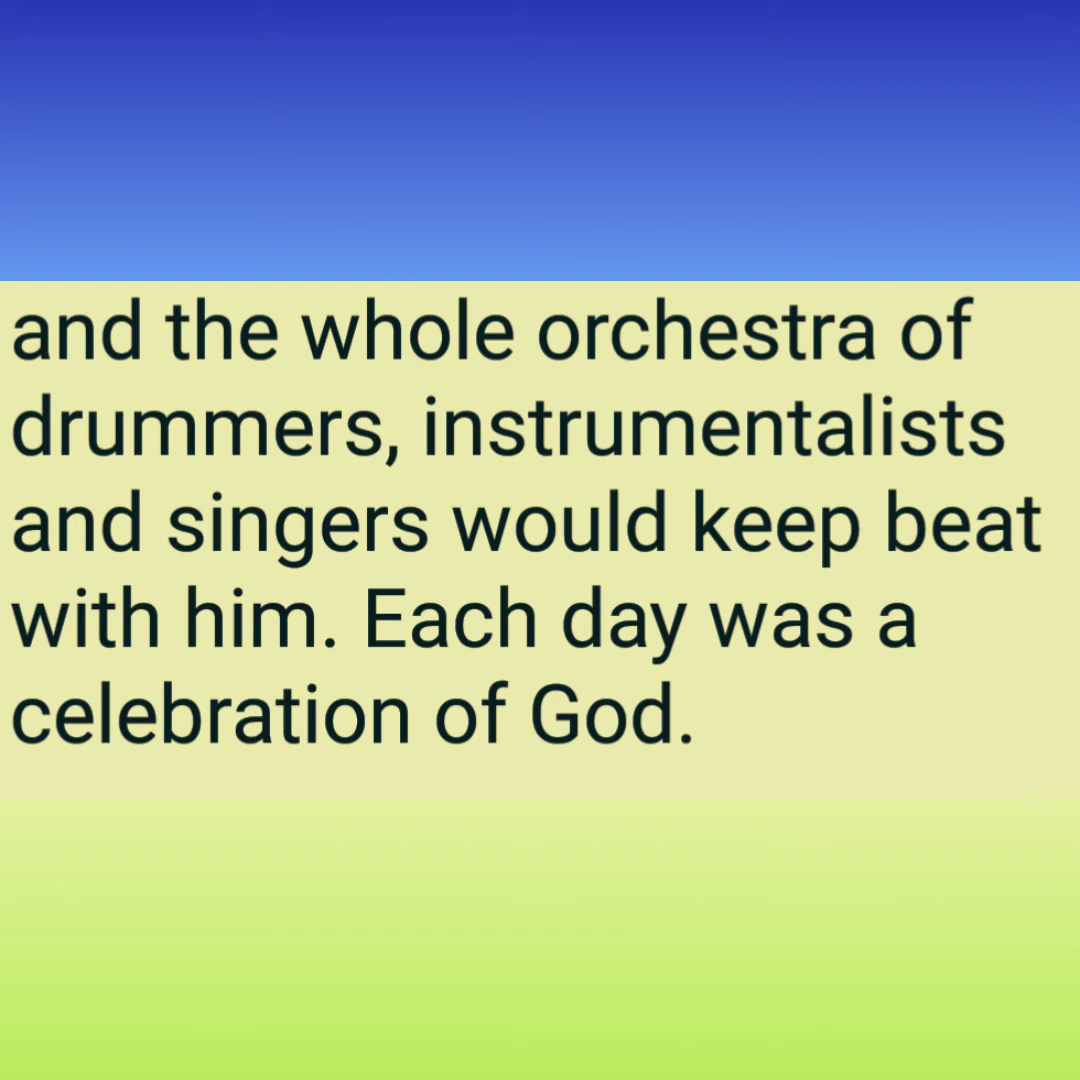 and the whole orchestra of
drummers, instrumentalists
and singers would keep beat
with him. Each day was a
celebration of God.